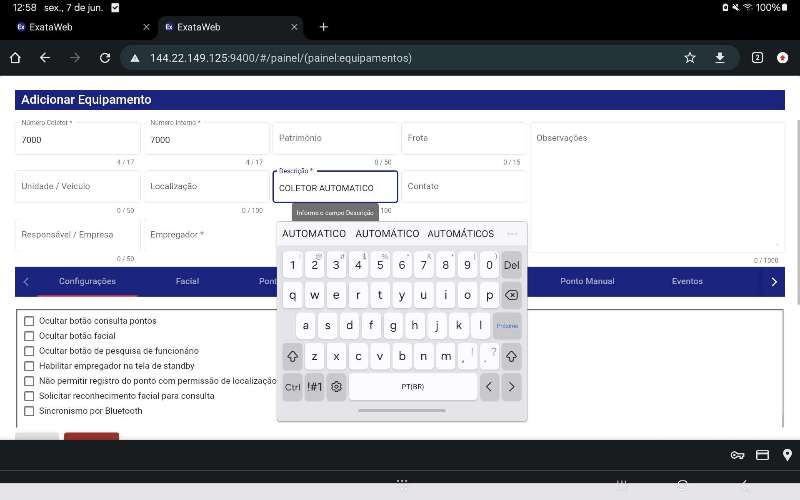 12:58 sex., 7 de jun. 100%
Ex ExataWeb
Ex ExataWeb
144.22.149.125:9400/#/painel/(painel:equipamentos)
2
Adicionar Equipamento
Número Coletor *
7000
4 / 17
Número Interno *
7000
4 / 17
Patrimônio
0 / 50
Frota
0 / 15
Observações
0 / 1000
Unidade / Veículo
0 / 50
Localização
0 / 100
Descrição *
COLETOR AUTOMATICO
Informe o campo Descrição
100
Contato
Responsável / Empresa
0 / 50
Empregador *
Configurações
Facial
Pont
Ponto Manual
Eventos
Ocultar botão consulta pontos
Ocultar botão facial
Ocultar botão de pesquisa de funcionário
Habilitar empregador na tela de standby
Não permitir registro do ponto com permissão de localização
Solicitar reconhecimento facial para consulta
Sincronismo por Bluetooth
AUTOMATICO AUTOMÁTICO AUTOMÁTICOS
1 2 3 4 5 6 7 8 9 0 Del
q w e r t y u i o p
a s d f g h j k l Próximo
z x c v b n m , ! . ?
Ctrl !#1 PT(BR)